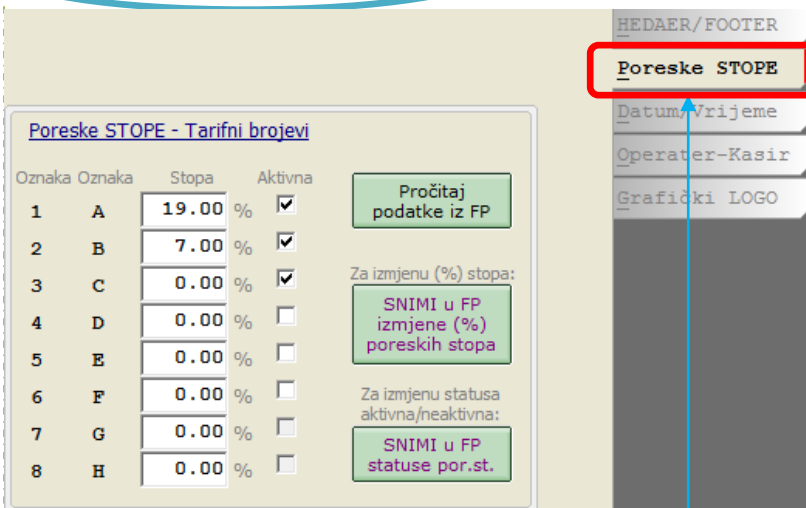 HEDAER/FOOTER
Poreske STOPE
Datum/Vrijeme
Operater-Kasir
Grafički LOGO
Poreske STOPE - Tarifni brojevi
Oznaka Oznaka Stopa Aktivna
1 A 19.00 %
2 B 7.00 %
3 C 0.00 %
4 D 0.00 %
5 E 0.00 %
6 F 0.00 %
7 G 0.00 %
8 H 0.00 %
Pročitaj
podatke iz FP
Za izmjenu (%) stopa:
SNIMI u FP
izmjene (%)
poreskih stopa
Za izmjenu statusa
aktivna/neaktivna:
SNIMI u FP
statuse por.st.